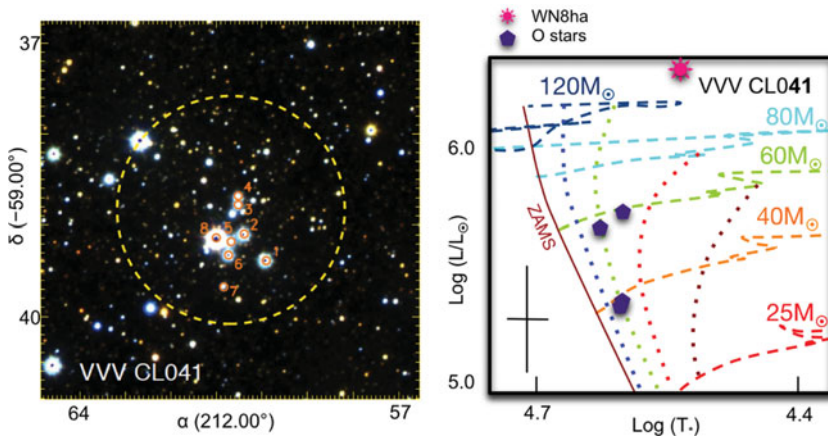 WN8ha
O stars
37
δ (−59.00°)
4
3
8 5 2
6 1
7
40
VVV CL041
64
57
α (212.00°)
120M☉
VVV CL041
80M☉
6.0
60M☉
ZAMS
40M☉
Log (L/L☉)
25M☉
5.0
4.7
4.4
Log (T*)